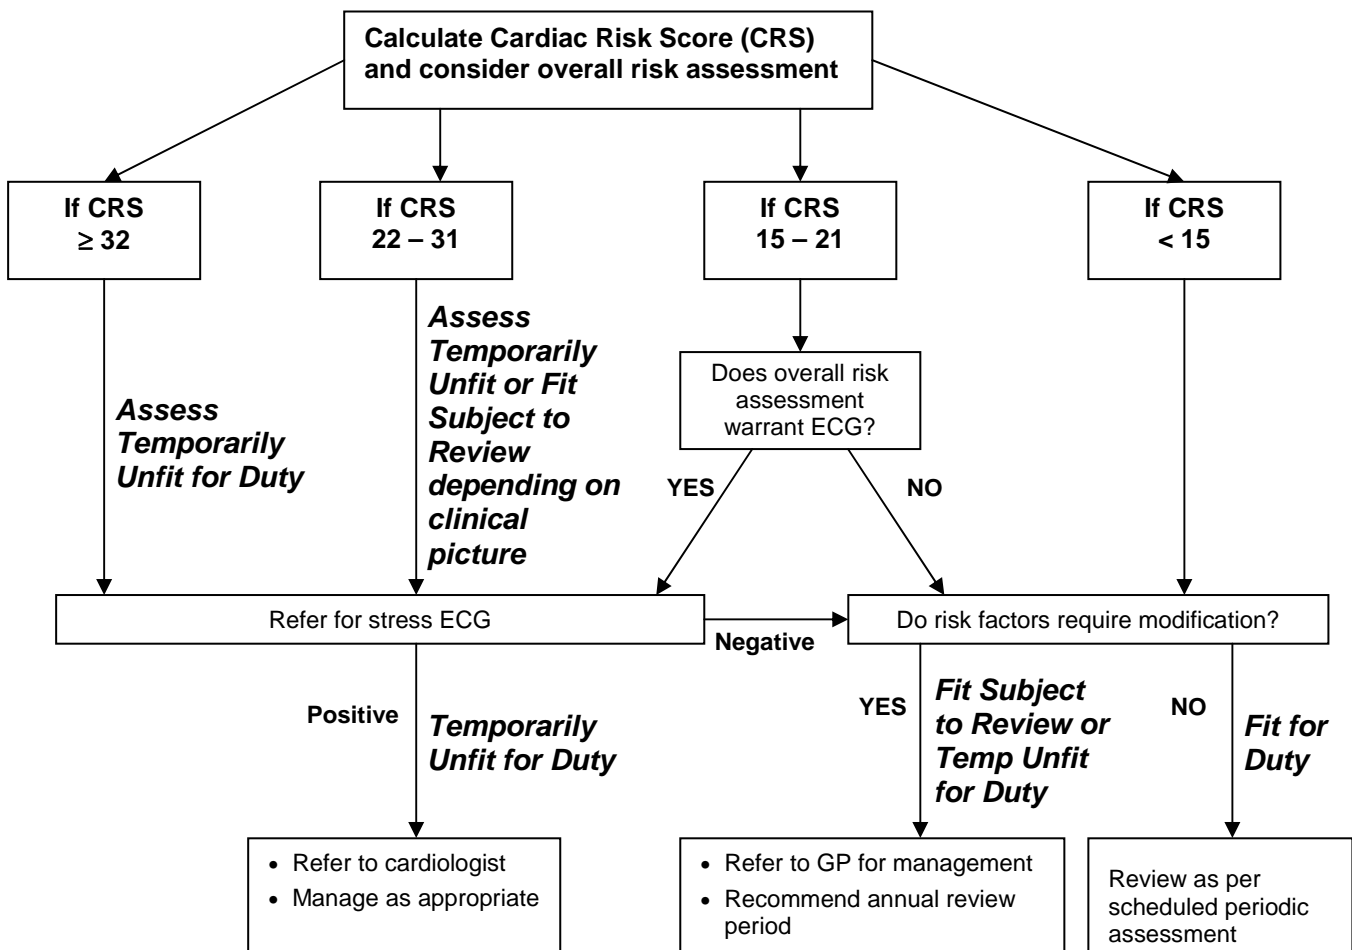 Calculate Cardiac Risk Score (CRS)
and consider overall risk assessment
If CRS
≥ 32
If CRS
22 – 31
If CRS
15 – 21
If CRS
< 15
Assess
Temporarily
Unfit for Duty
Assess
Temporarily
Unfit or Fit
Subject to
Review
depending on
clinical
picture
Does overall risk
assessment
warrant ECG?
YES
NO
Refer for stress ECG
Negative
Do risk factors require modification?
Positive
Temporarily
Unfit for Duty
YES
Fit Subject
to Review or
Temp Unfit
for Duty
NO
Fit for
Duty
• Refer to cardiologist
• Manage as appropriate
• Refer to GP for management
• Recommend annual review
period
Review as per
scheduled periodic
assessment